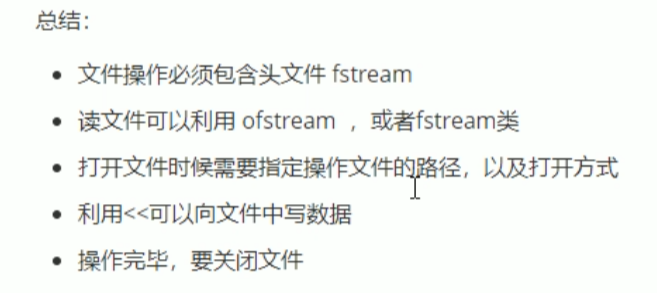 总结：
文件操作必须包含头文件 fstream
读文件可以利用 ofstream ，或者fstream类
打开文件时候需要指定操作文件的路径，以及打开方式
利用<<可以向文件中写数据
操作完毕，要关闭文件